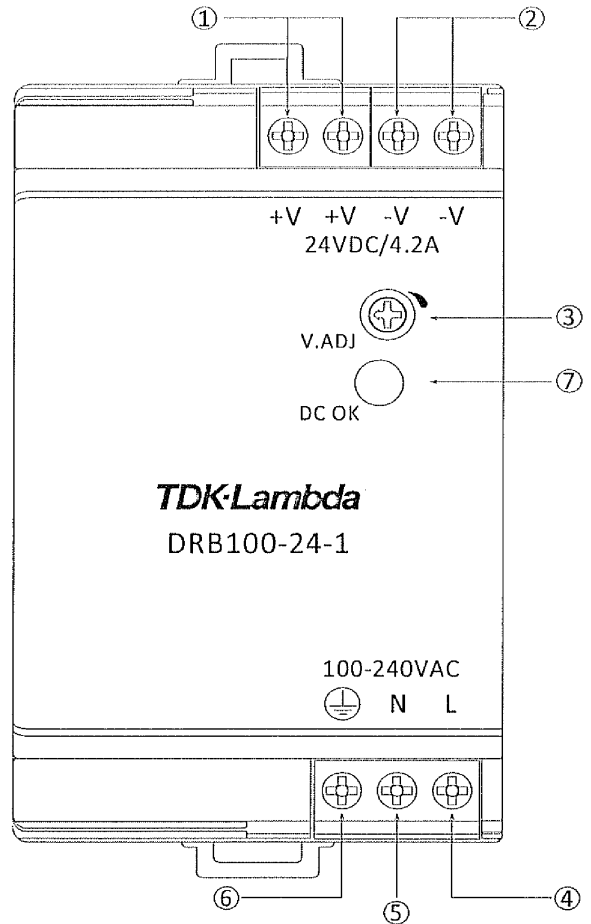 ① ②
+V +V -V -V
24VDC/4.2A
③
V.ADJ
⑦
DC OK
TDK·Lambda
DRB100-24-1
100-240VAC
N L
⑥ ⑤ ④